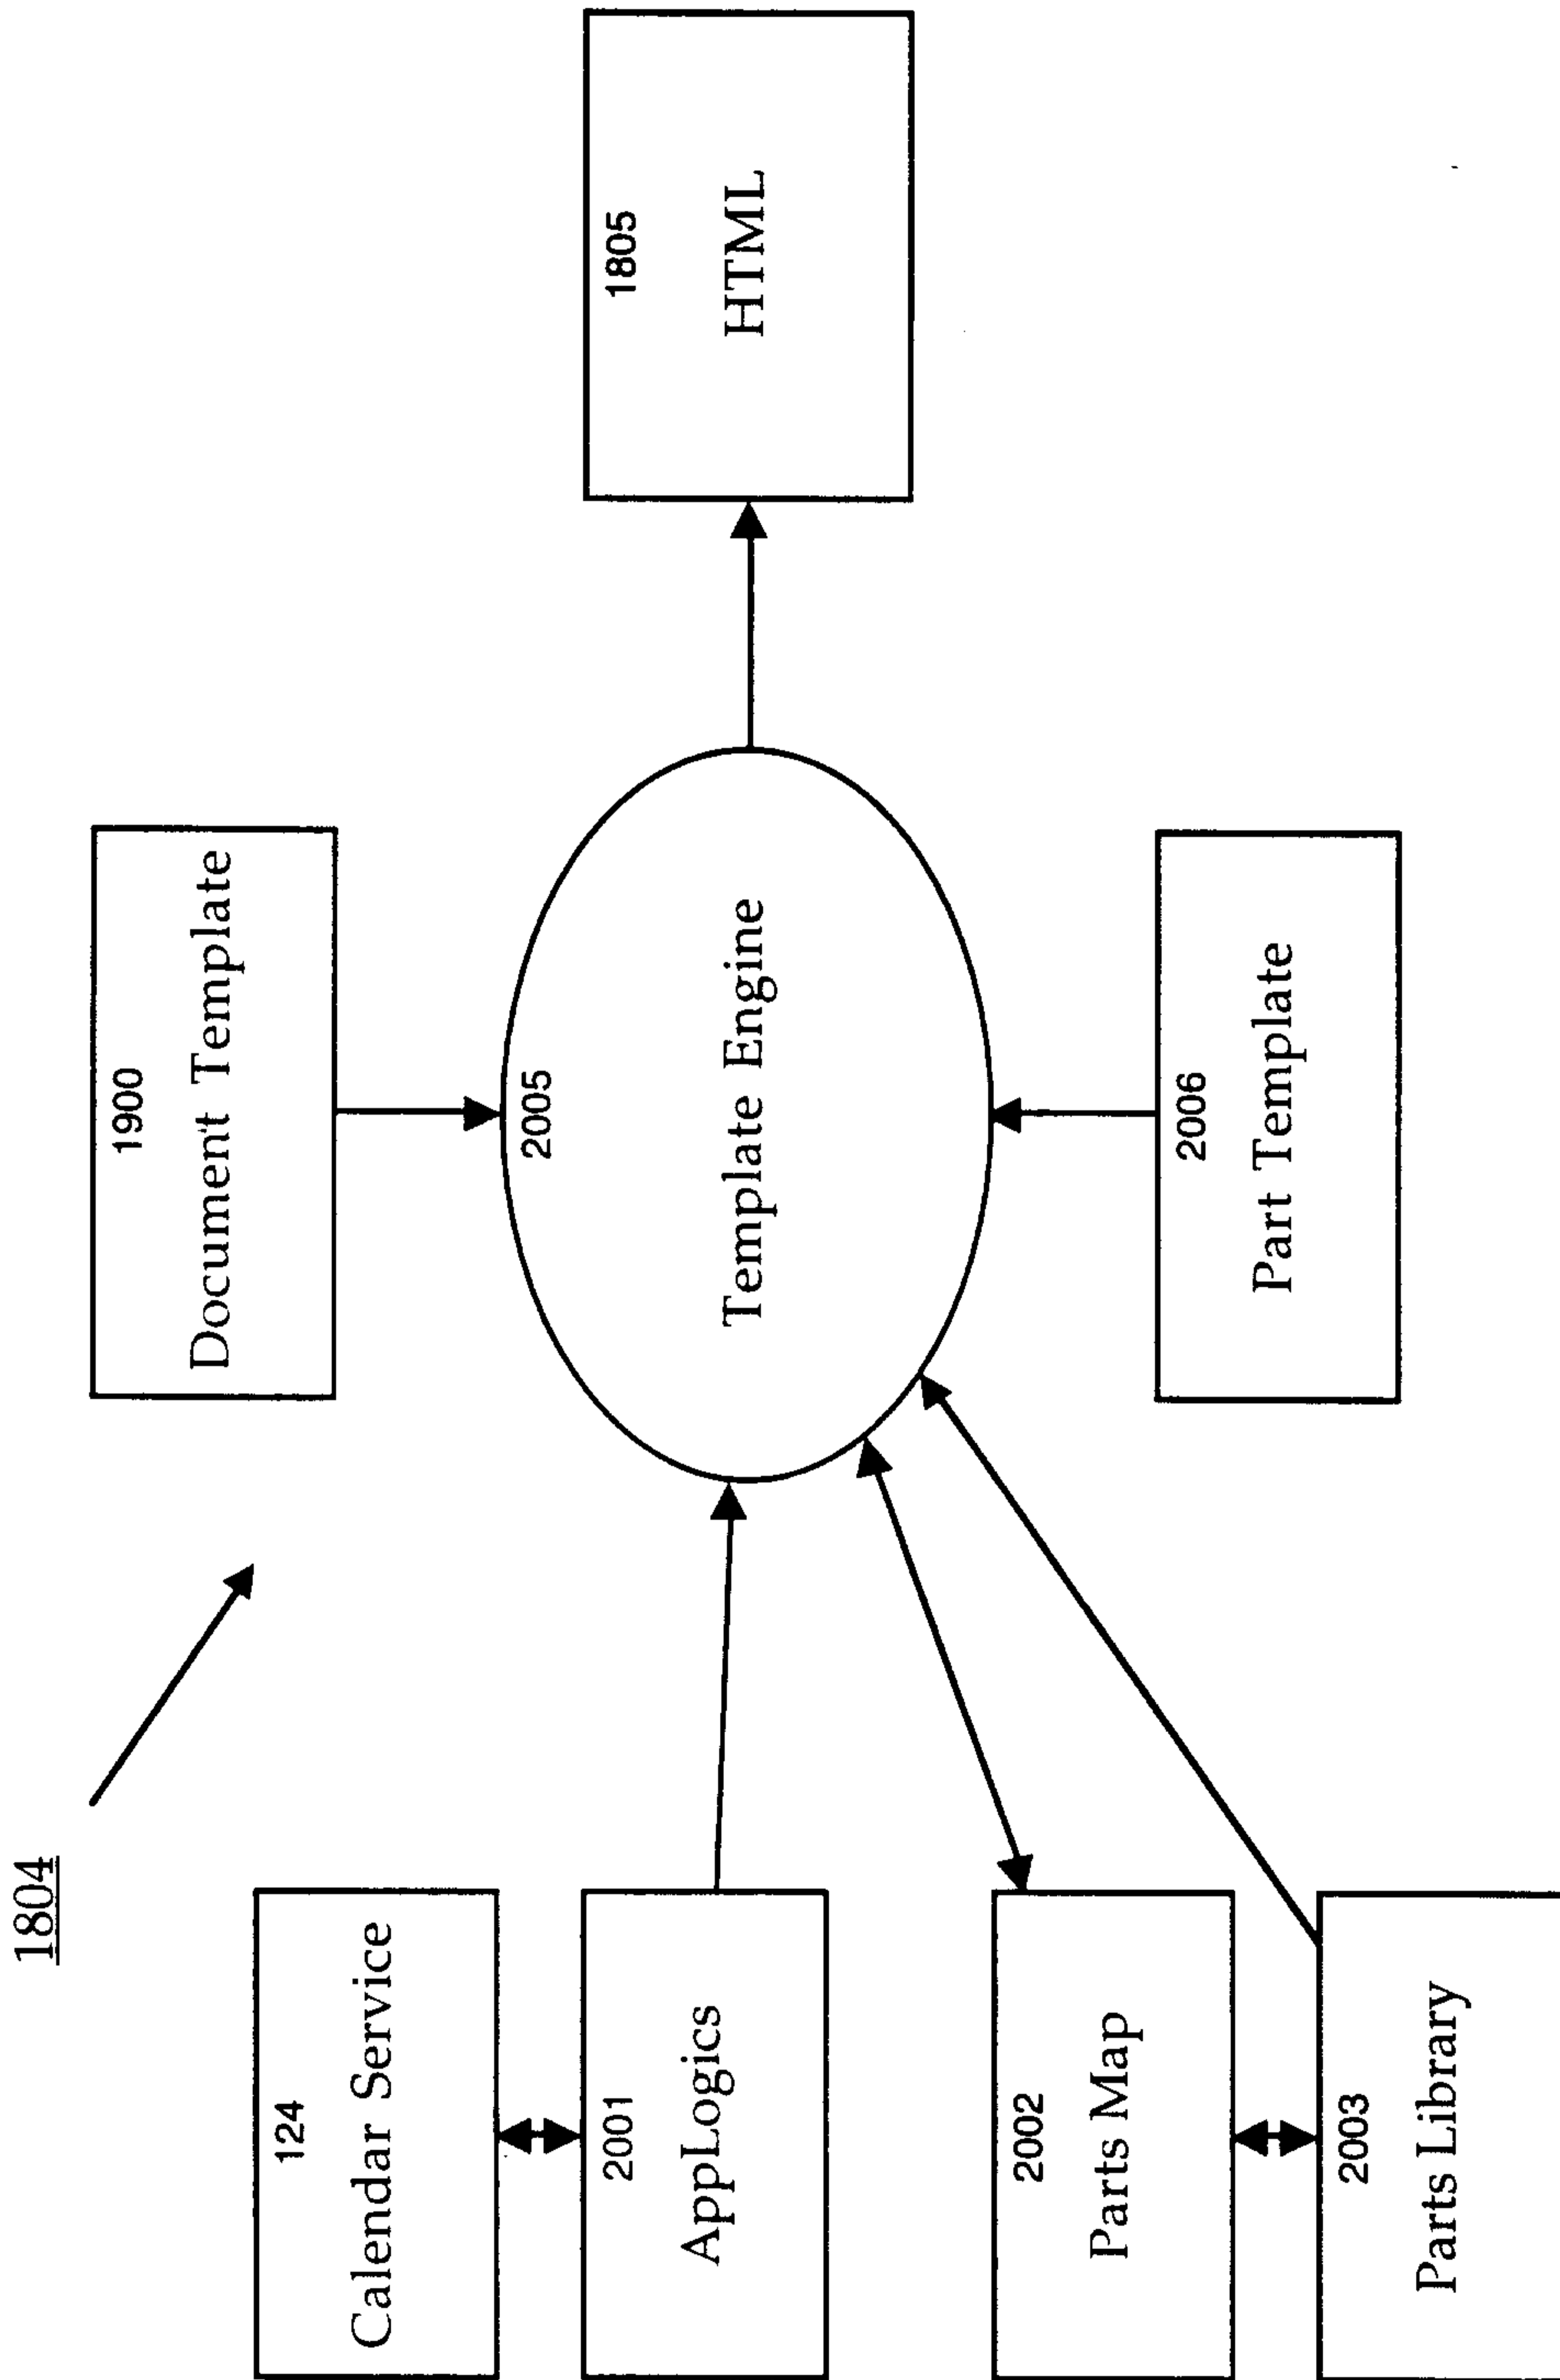 1804
1900
Document Template
124
Calendar Service
2001
AppLogics
2005
Template Engine
1805
HTML
2002
Parts Map
2003
Parts Library
2006
Part Template